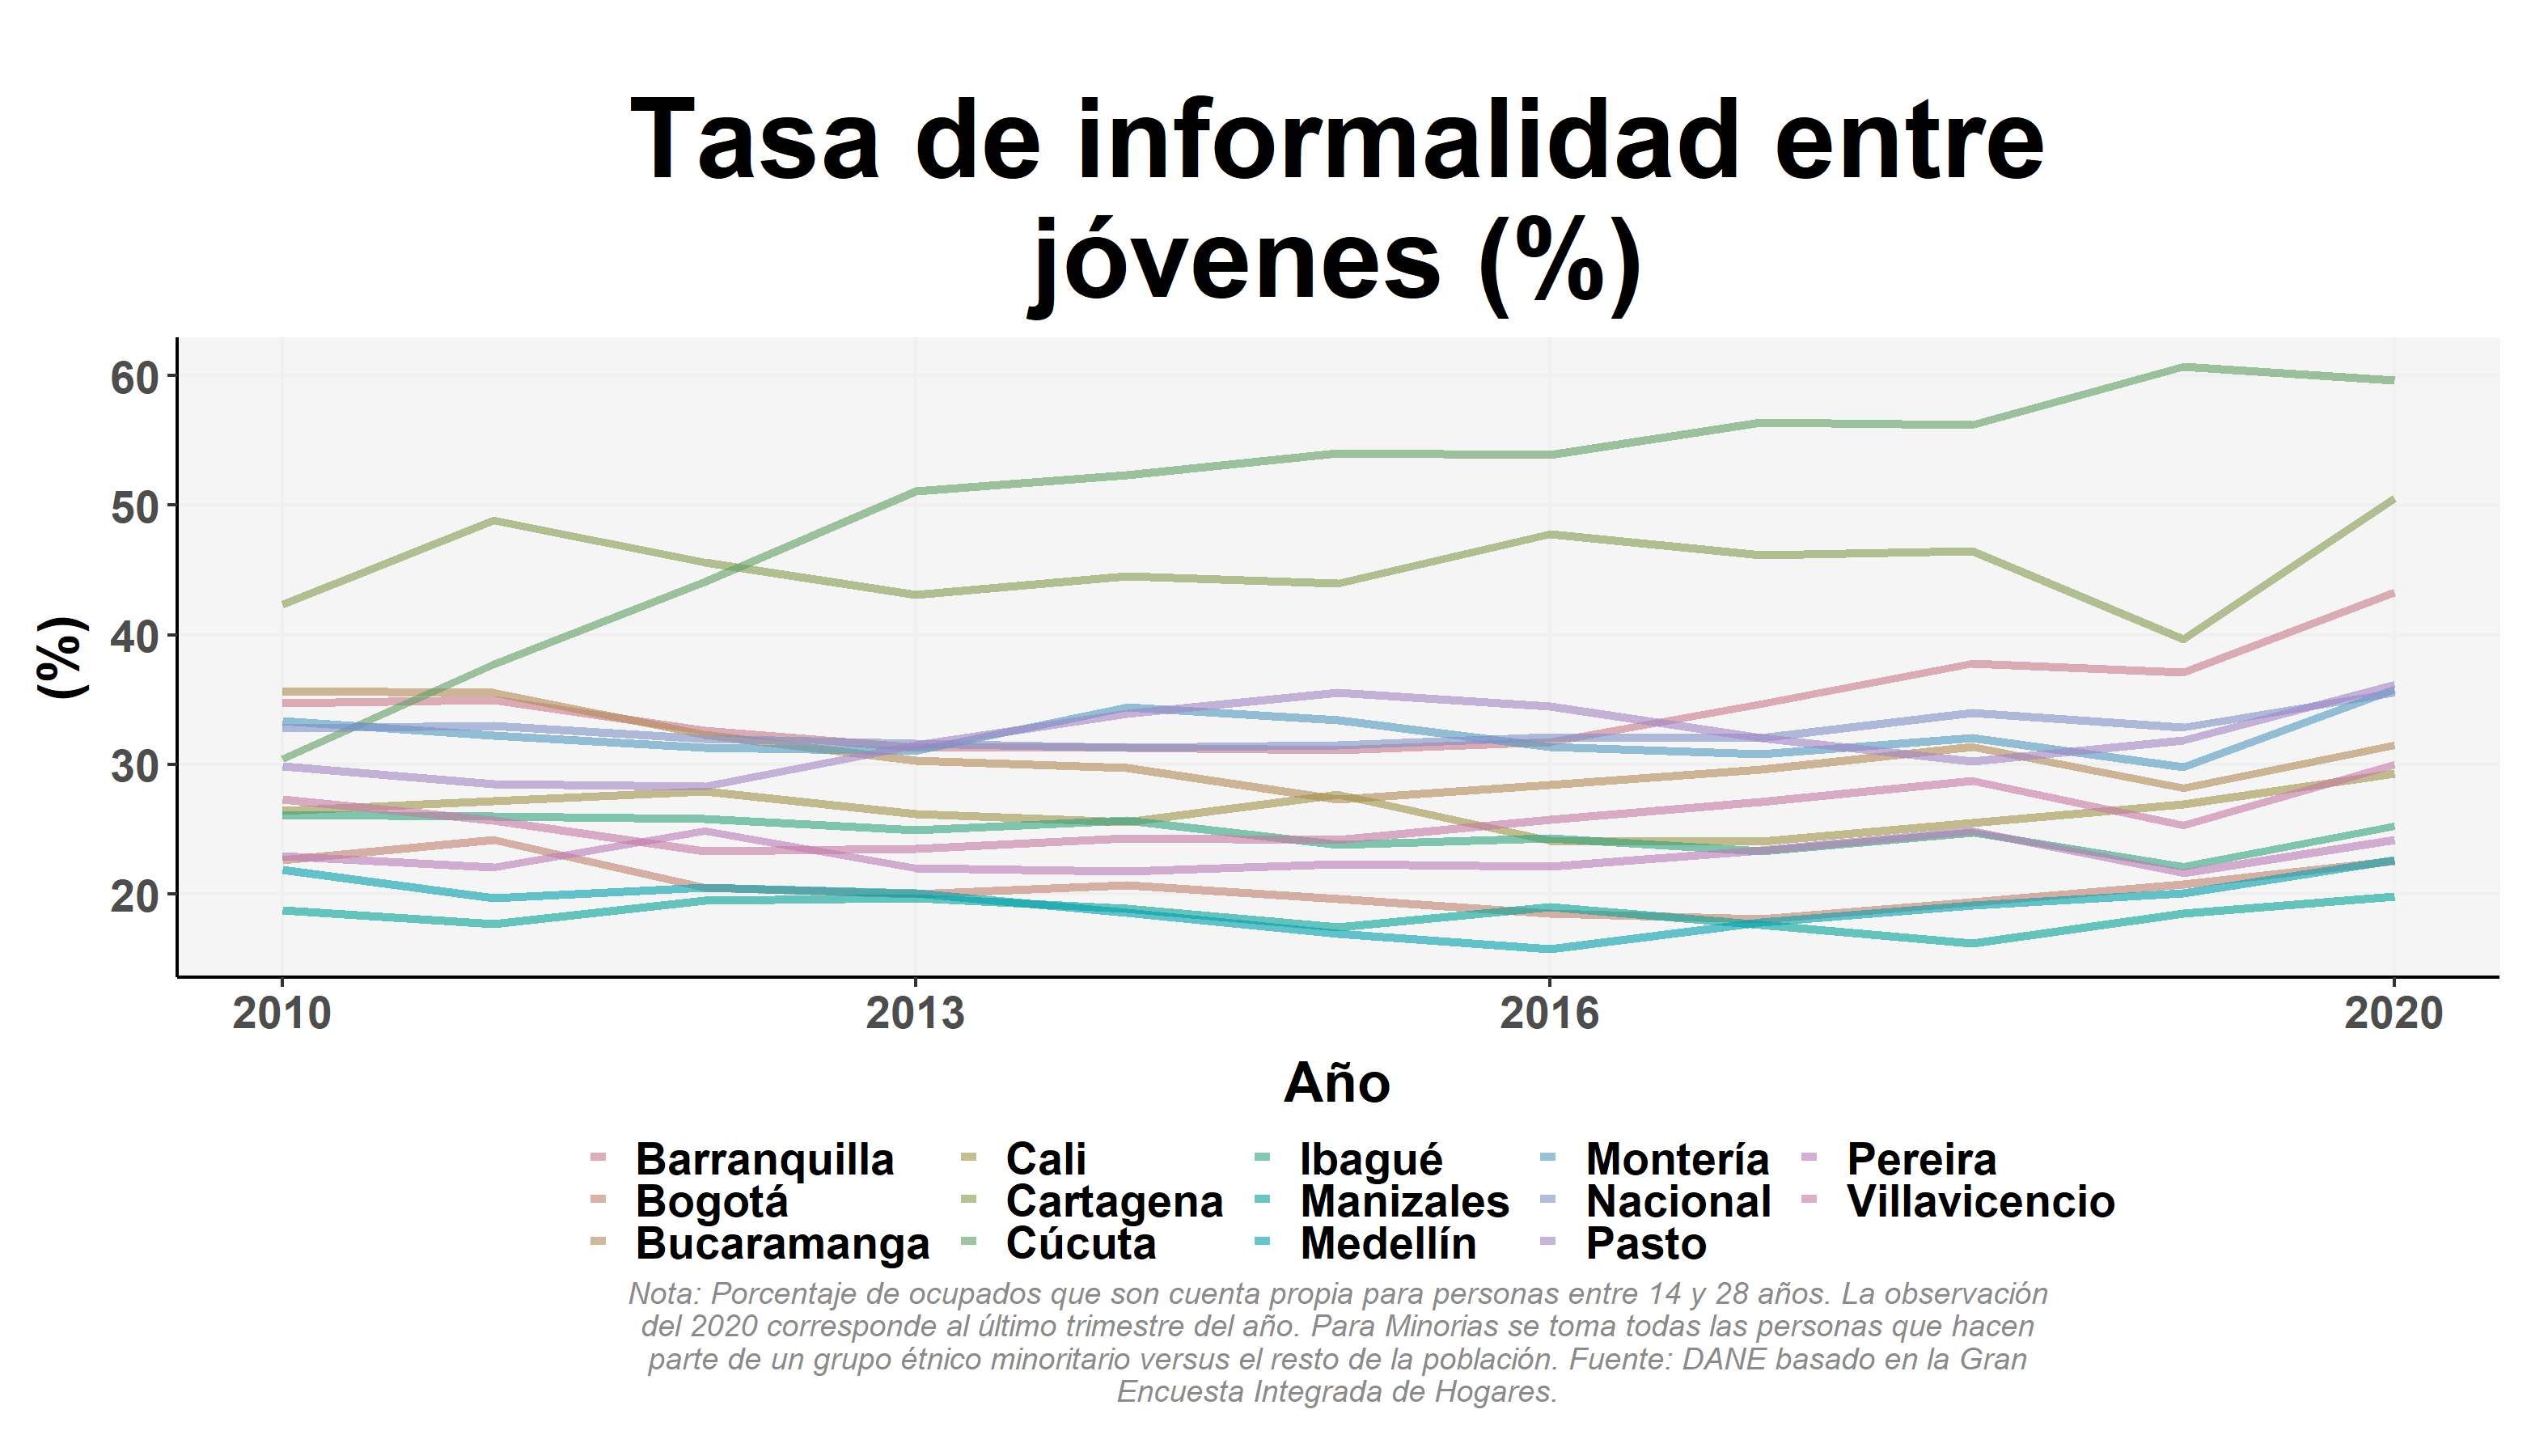 Tasa de informalidad entre
jóvenes (%)
60
50
40
30
20
(%)
2010 2013 2016 2020
Año
Barranquilla Cali Ibagué Montería Pereira
Bogotá Cartagena Manizales Nacional Villavicencio
Bucaramanga Cúcuta Medellín Pasto
Nota: Porcentaje de ocupados que son cuenta propia para personas entre 14 y 28 años. La observación
del 2020 corresponde al último trimestre del año. Para Minorias se toma todas las personas que hacen
parte de un grupo étnico minoritario versus el resto de la población. Fuente: DANE basado en la Gran
Encuesta Integrada de Hogares.